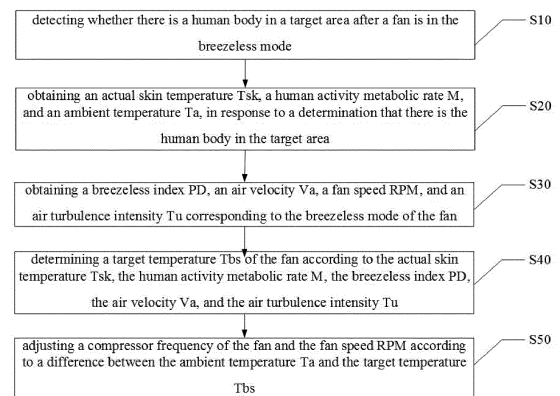 detecting whether there is a human body in a target area after a fan is in the
breezeless mode
S10
obtaining an actual skin temperature Tsk, a human activity metabolic rate M,
and an ambient temperature Ta, in response to a determination that there is the
human body in the target area
S20
obtaining a breezeless index PD, an air velocity Va, a fan speed RPM, and an
air turbulence intensity Tu corresponding to the breezeless mode of the fan
S30
determining a target temperature Tbs of the fan according to the actual skin
temperature Tsk, the human activity metabolic rate M, the breezeless index PD,
the air velocity Va, and the air turbulence intensity Tu
S40
adjusting a compressor frequency of the fan and the fan speed RPM according
to a difference between the ambient temperature Ta and the target temperature
Tbs
S50